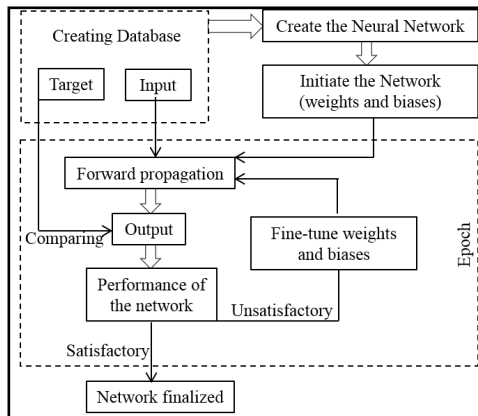 Creating Database
Target
Input
Create the Neural Network
Initiate the Network
(weights and biases)
Forward propagation
Comparing
Output
Fine-tune weights
and biases
Epoch
Performance of
the network
Unsatisfactory
Satisfactory
Network finalized